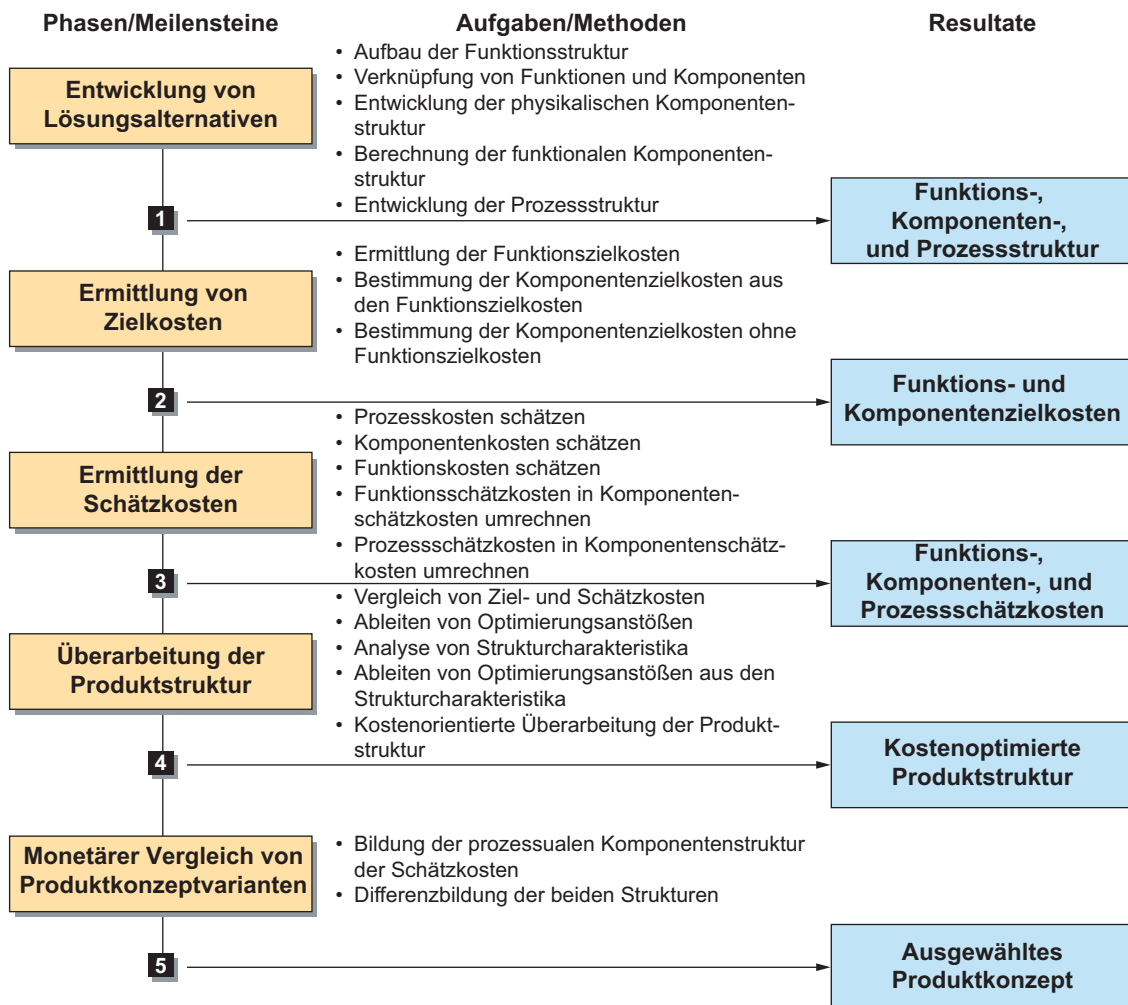 Phasen/Meilensteine
Aufgaben/Methoden
Resultate
Entwicklung von
Lösungsalternativen
• Aufbau der Funktionsstruktur
• Verknüpfung von Funktionen und Komponenten
• Entwicklung der physikalischen Komponenten-
struktur
• Berechnung der funktionalen Komponenten-
struktur
• Entwicklung der Prozessstruktur
1
Funktions-,
Komponenten-,
und Prozessstruktur
Ermittlung von
Zielkosten
• Ermittlung der Funktionszielkosten
• Bestimmung der Komponentenzielkosten aus
den Funktionszielkosten
• Bestimmung der Komponentenzielkosten ohne
Funktionszielkosten
2
Funktions- und
Komponentenzielkosten
Ermittlung der
Schätzkosten
• Prozesskosten schätzen
• Komponentenkosten schätzen
• Funktionskosten schätzen
• Funktionsschätzkosten in Komponenten-
schätzkosten umrechnen
• Prozessschätzkosten in Komponentenschätz-
kosten umrechnen
3
Funktions-,
Komponenten-, und
Prozessschätzkosten
Überarbeitung der
Produktstruktur
• Vergleich von Ziel- und Schätzkosten
• Ableiten von Optimierungsanstößen
• Analyse von Strukturcharakteristika
• Ableiten von Optimierungsanstößen aus den
Strukturcharakteristika
• Kostenorientierte Überarbeitung der Produkt-
struktur
4
Kostenoptimierte
Produktstruktur
Monetärer Vergleich von
Produktkonzeptvarianten
• Bildung der prozessualen Komponentenstruktur
der Schätzkosten
• Differenzbildung der beiden Strukturen
5
Ausgewähltes
Produktkonzept